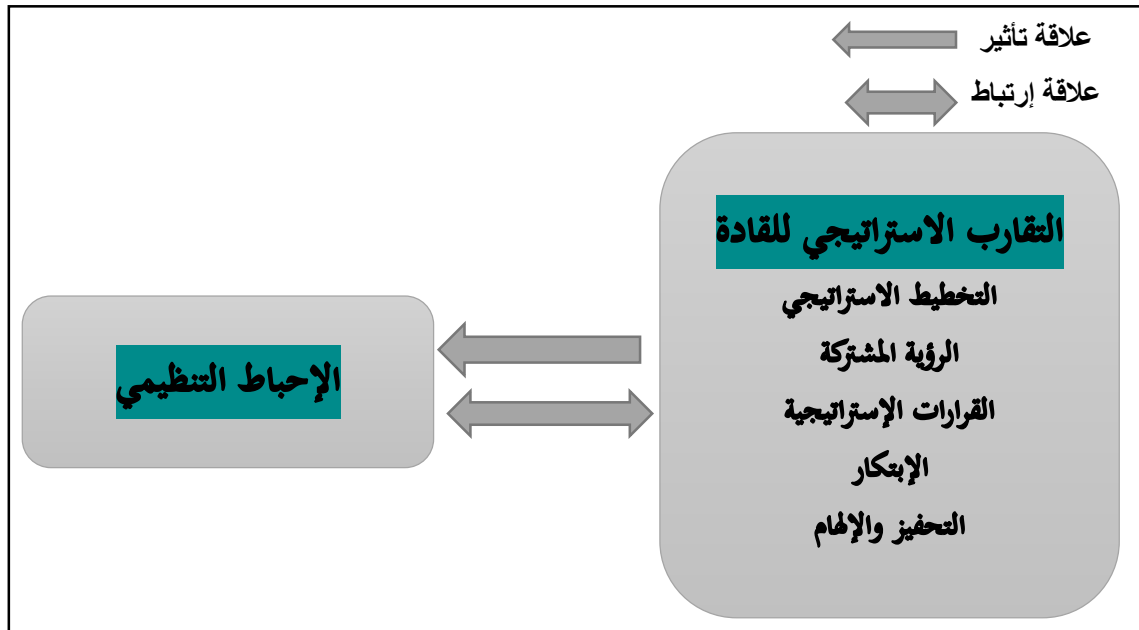 علاقة تأثير
علاقة إرتباط
التقارب الاستراتيجي للقادة
التخطيط الاستراتيجي
الرؤية المشتركة
القرارات الإستراتيجية
الإبتكار
التحفيز والإلهام
الإحباط التنظيمي